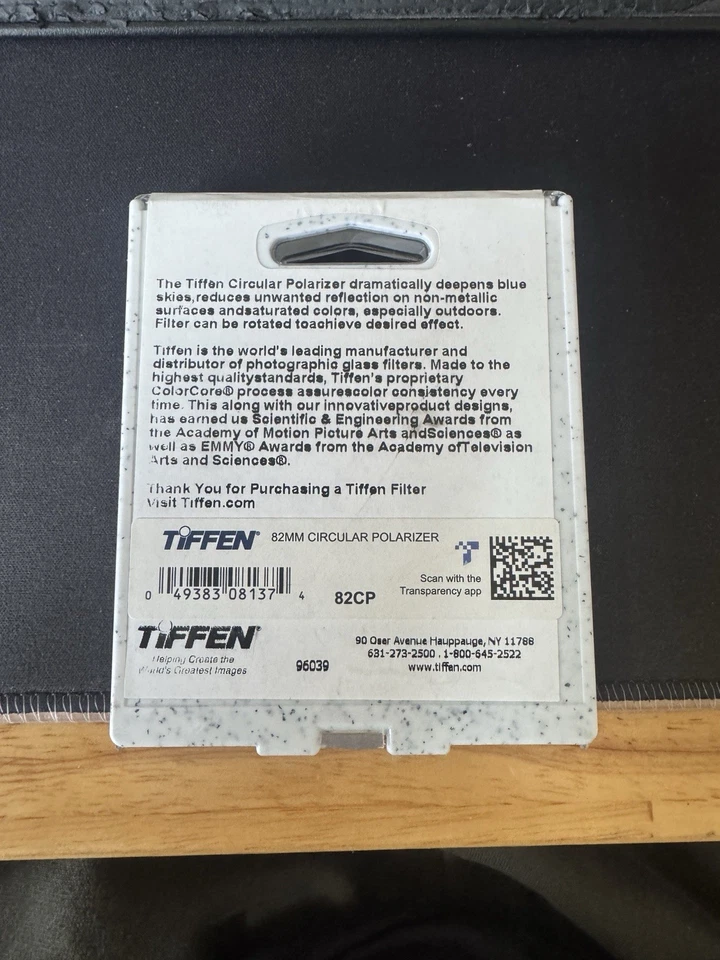 The Tiffen Circular Polarizer dramatically deepens blue
skies,reduces unwanted reflection on non-metallic
surfaces andsaturated colors, especially outdoors.
Filter can be rotated toachieve desired effect.
Tiffen is the world's leading manufacturer and
distributor of photographic glass filters. Made to the
highest qualitystandards, Tiffen's proprietary
ColorCore® process assurescolor consistency every
time. This along with our innovativeproduct designs,
has earned us Scientific & Engineering Awards from
the Academy of Motion Picture Arts andSciences® as
well as EMMY® Awards from the Academy ofTelevision
Arts and Sciences®.
Thank You for Purchasing a Tiffen Filter
Visit Tiffen.com
TIFFEN® 82MM CIRCULAR POLARIZER
Scan with the
Transparency app
0 49383 08137 4
82CP
TIFFEN®
Helping Create the
World's Greatest Images
96039
90 Oser Avenue Hauppauge, NY 11788
631-273-2500 . 1-800-645-2522
www.tiffen.com